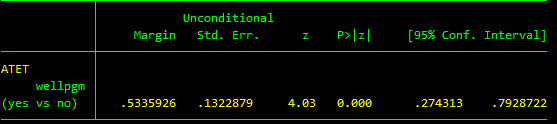 Unconditional
Margin Std. Err. z P>|z| [95% Conf. Interval]
ATET
wellpgm
(yes vs no) .5335926 .1322879 4.03 0.000 .274313 .7928722